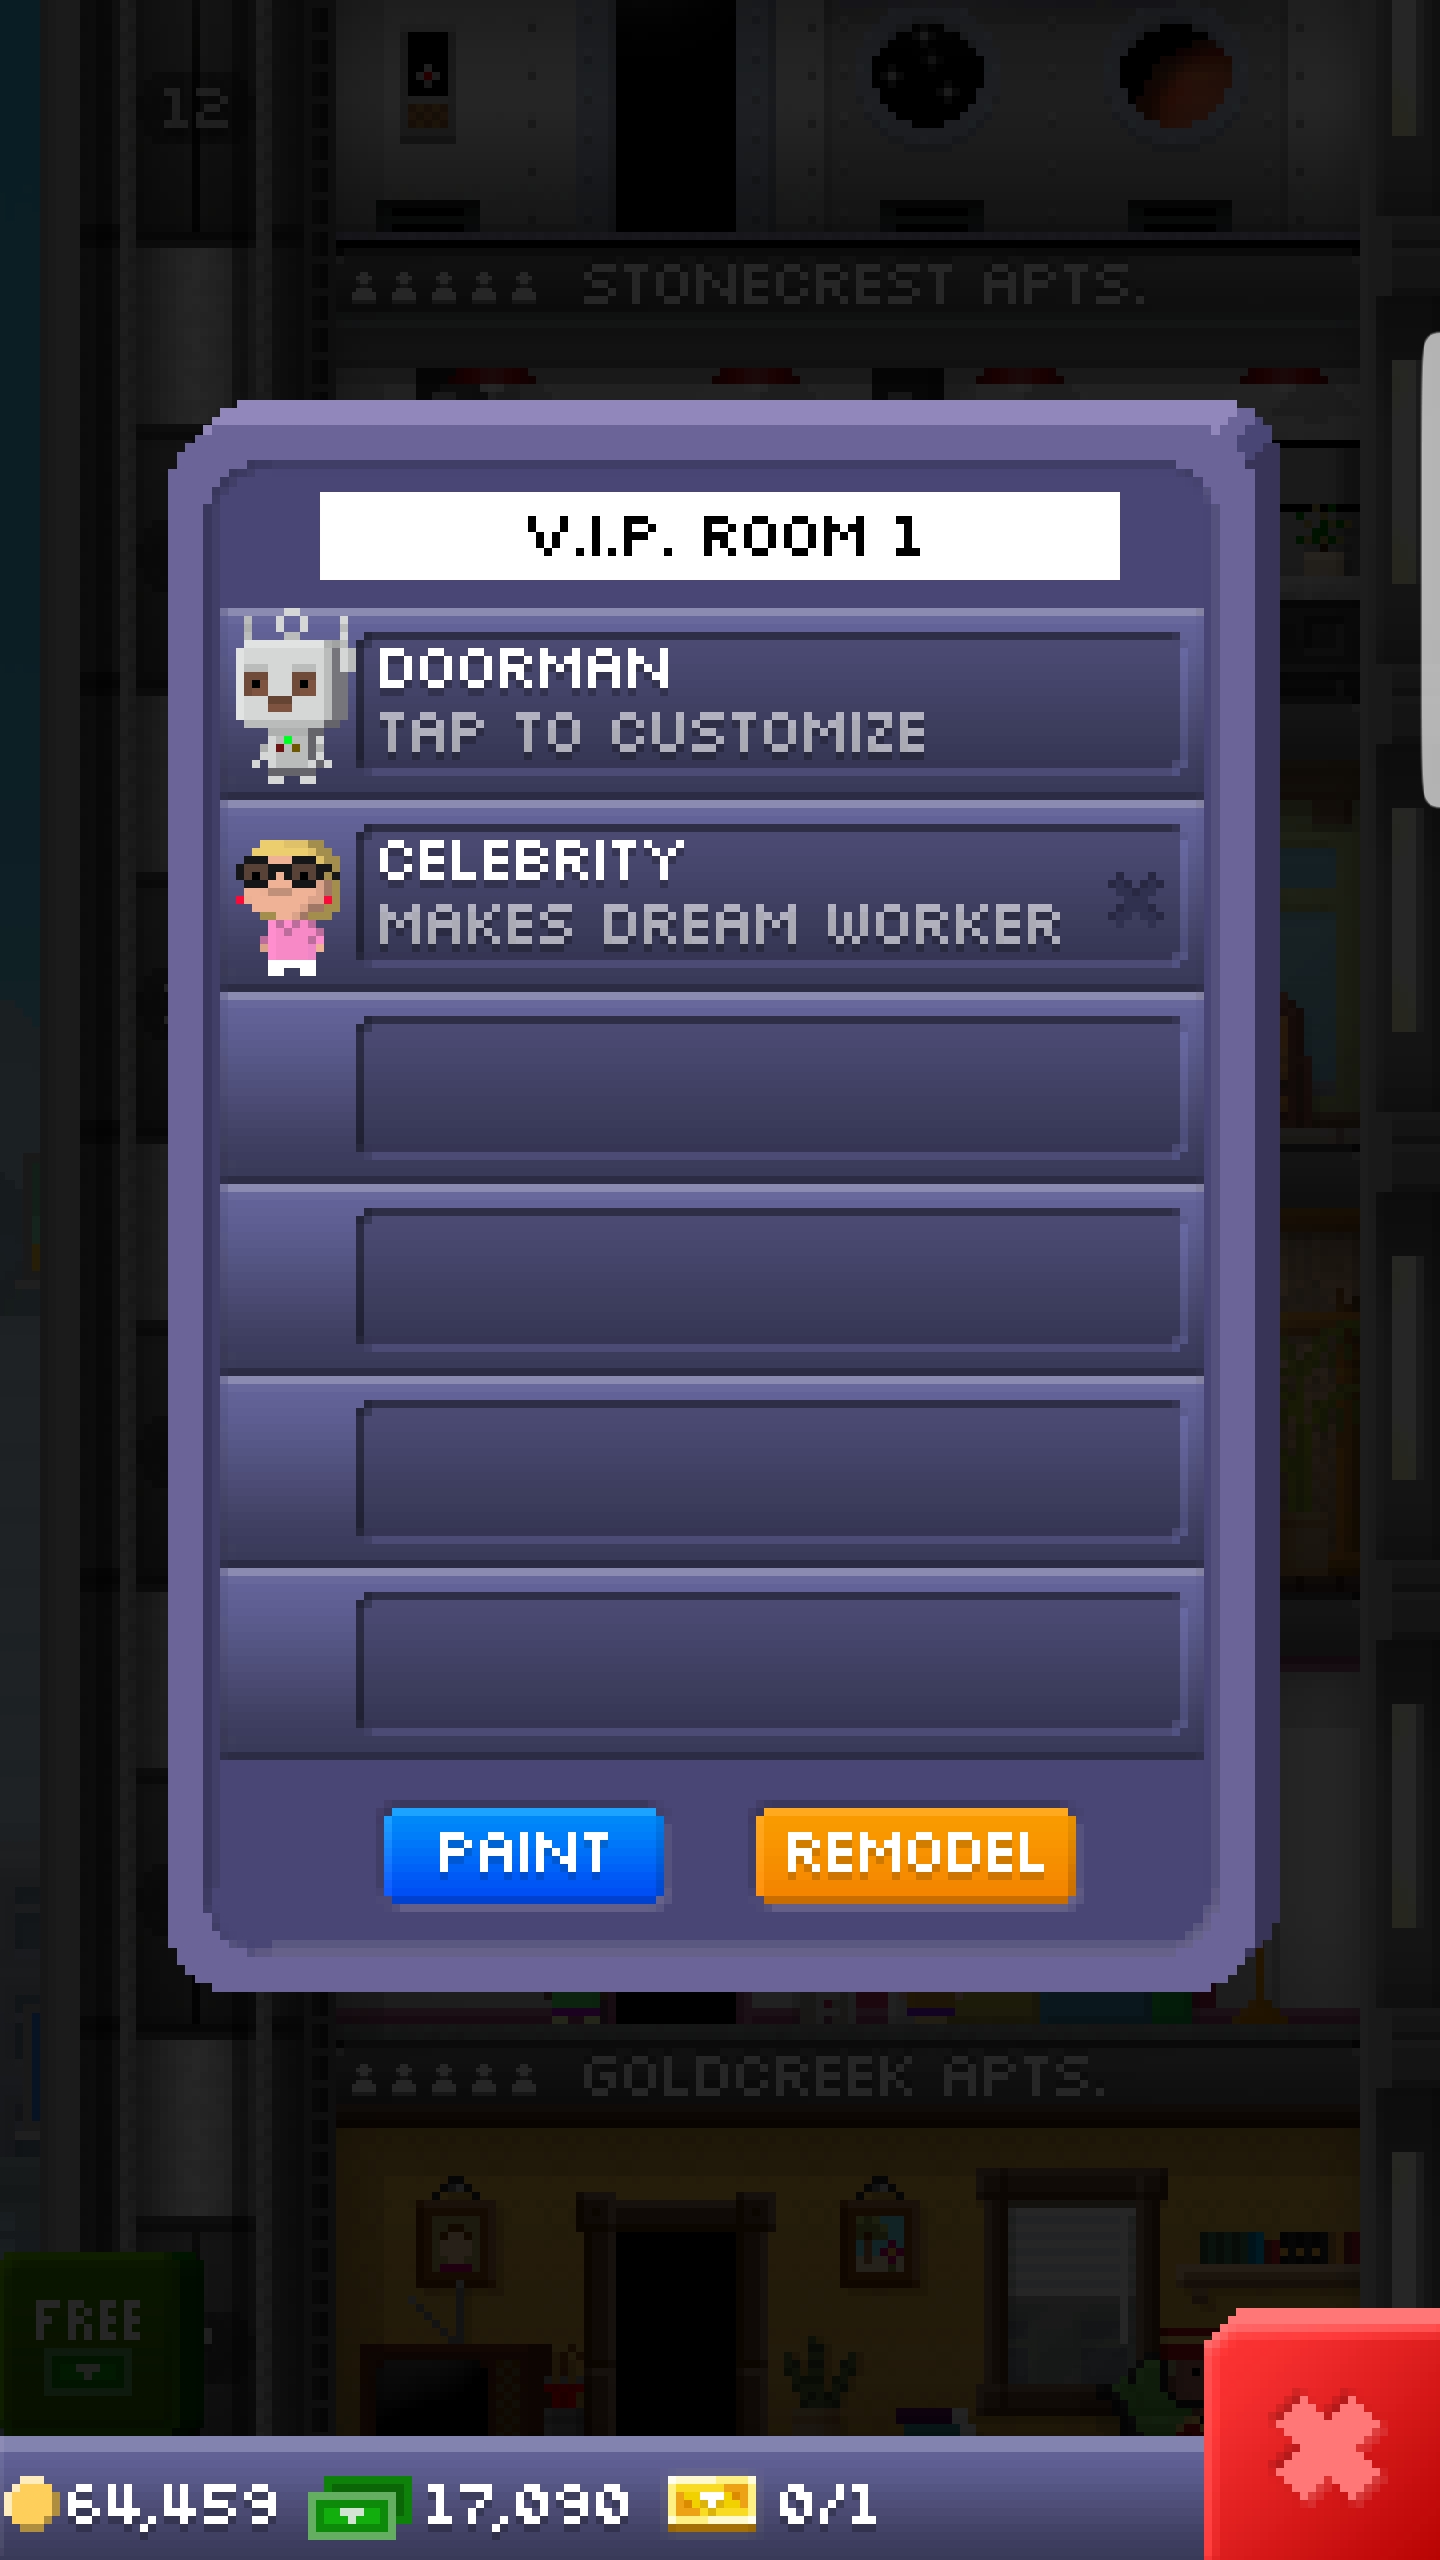 12
STONECREST APTS.
V.I.P. ROOM 1
DOORMAN
TAP TO CUSTOMIZE
CELEBRITY
MAKES DREAM WORKER
PAINT
REMODEL
GOLDCREEK APTS.
FREE
64,459 17,090 0/1